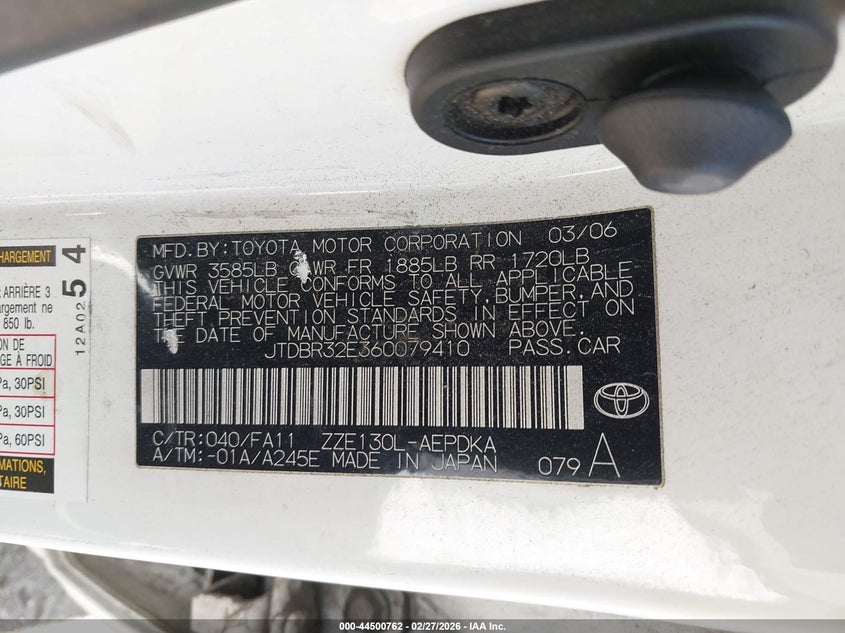 CHARGEMENT
ARRIÈRE 3
argement ne
850 lb.
12A02 54
ON DE
GE À FROID
Pa, 30PSI
Pa, 30PSI
Pa, 60PSI
MATIONS,
TAIRE
MFD. BY: TOYOTA MOTOR CORPORATION 03/06
GVWR 3585LB G WR FR 1885LB RR 1720LB
THIS VEHICLE CONFORMS TO ALL APPLICABLE
FEDERAL MOTOR VEHICLE SAFETY, BUMPER, AND
THEFT PREVENTION STANDARDS IN EFFECT ON
THE DATE OF MANUFACTURE SHOWN ABOVE.
JTDBR32E360079410 PASS. CAR
C/TR: 040/FA11 ZZE130L-AEPDKA
A/TM: -01A/A245E MADE IN JAPAN 079 A
000-44500762 - 02/27/2026 - IAA Inc.